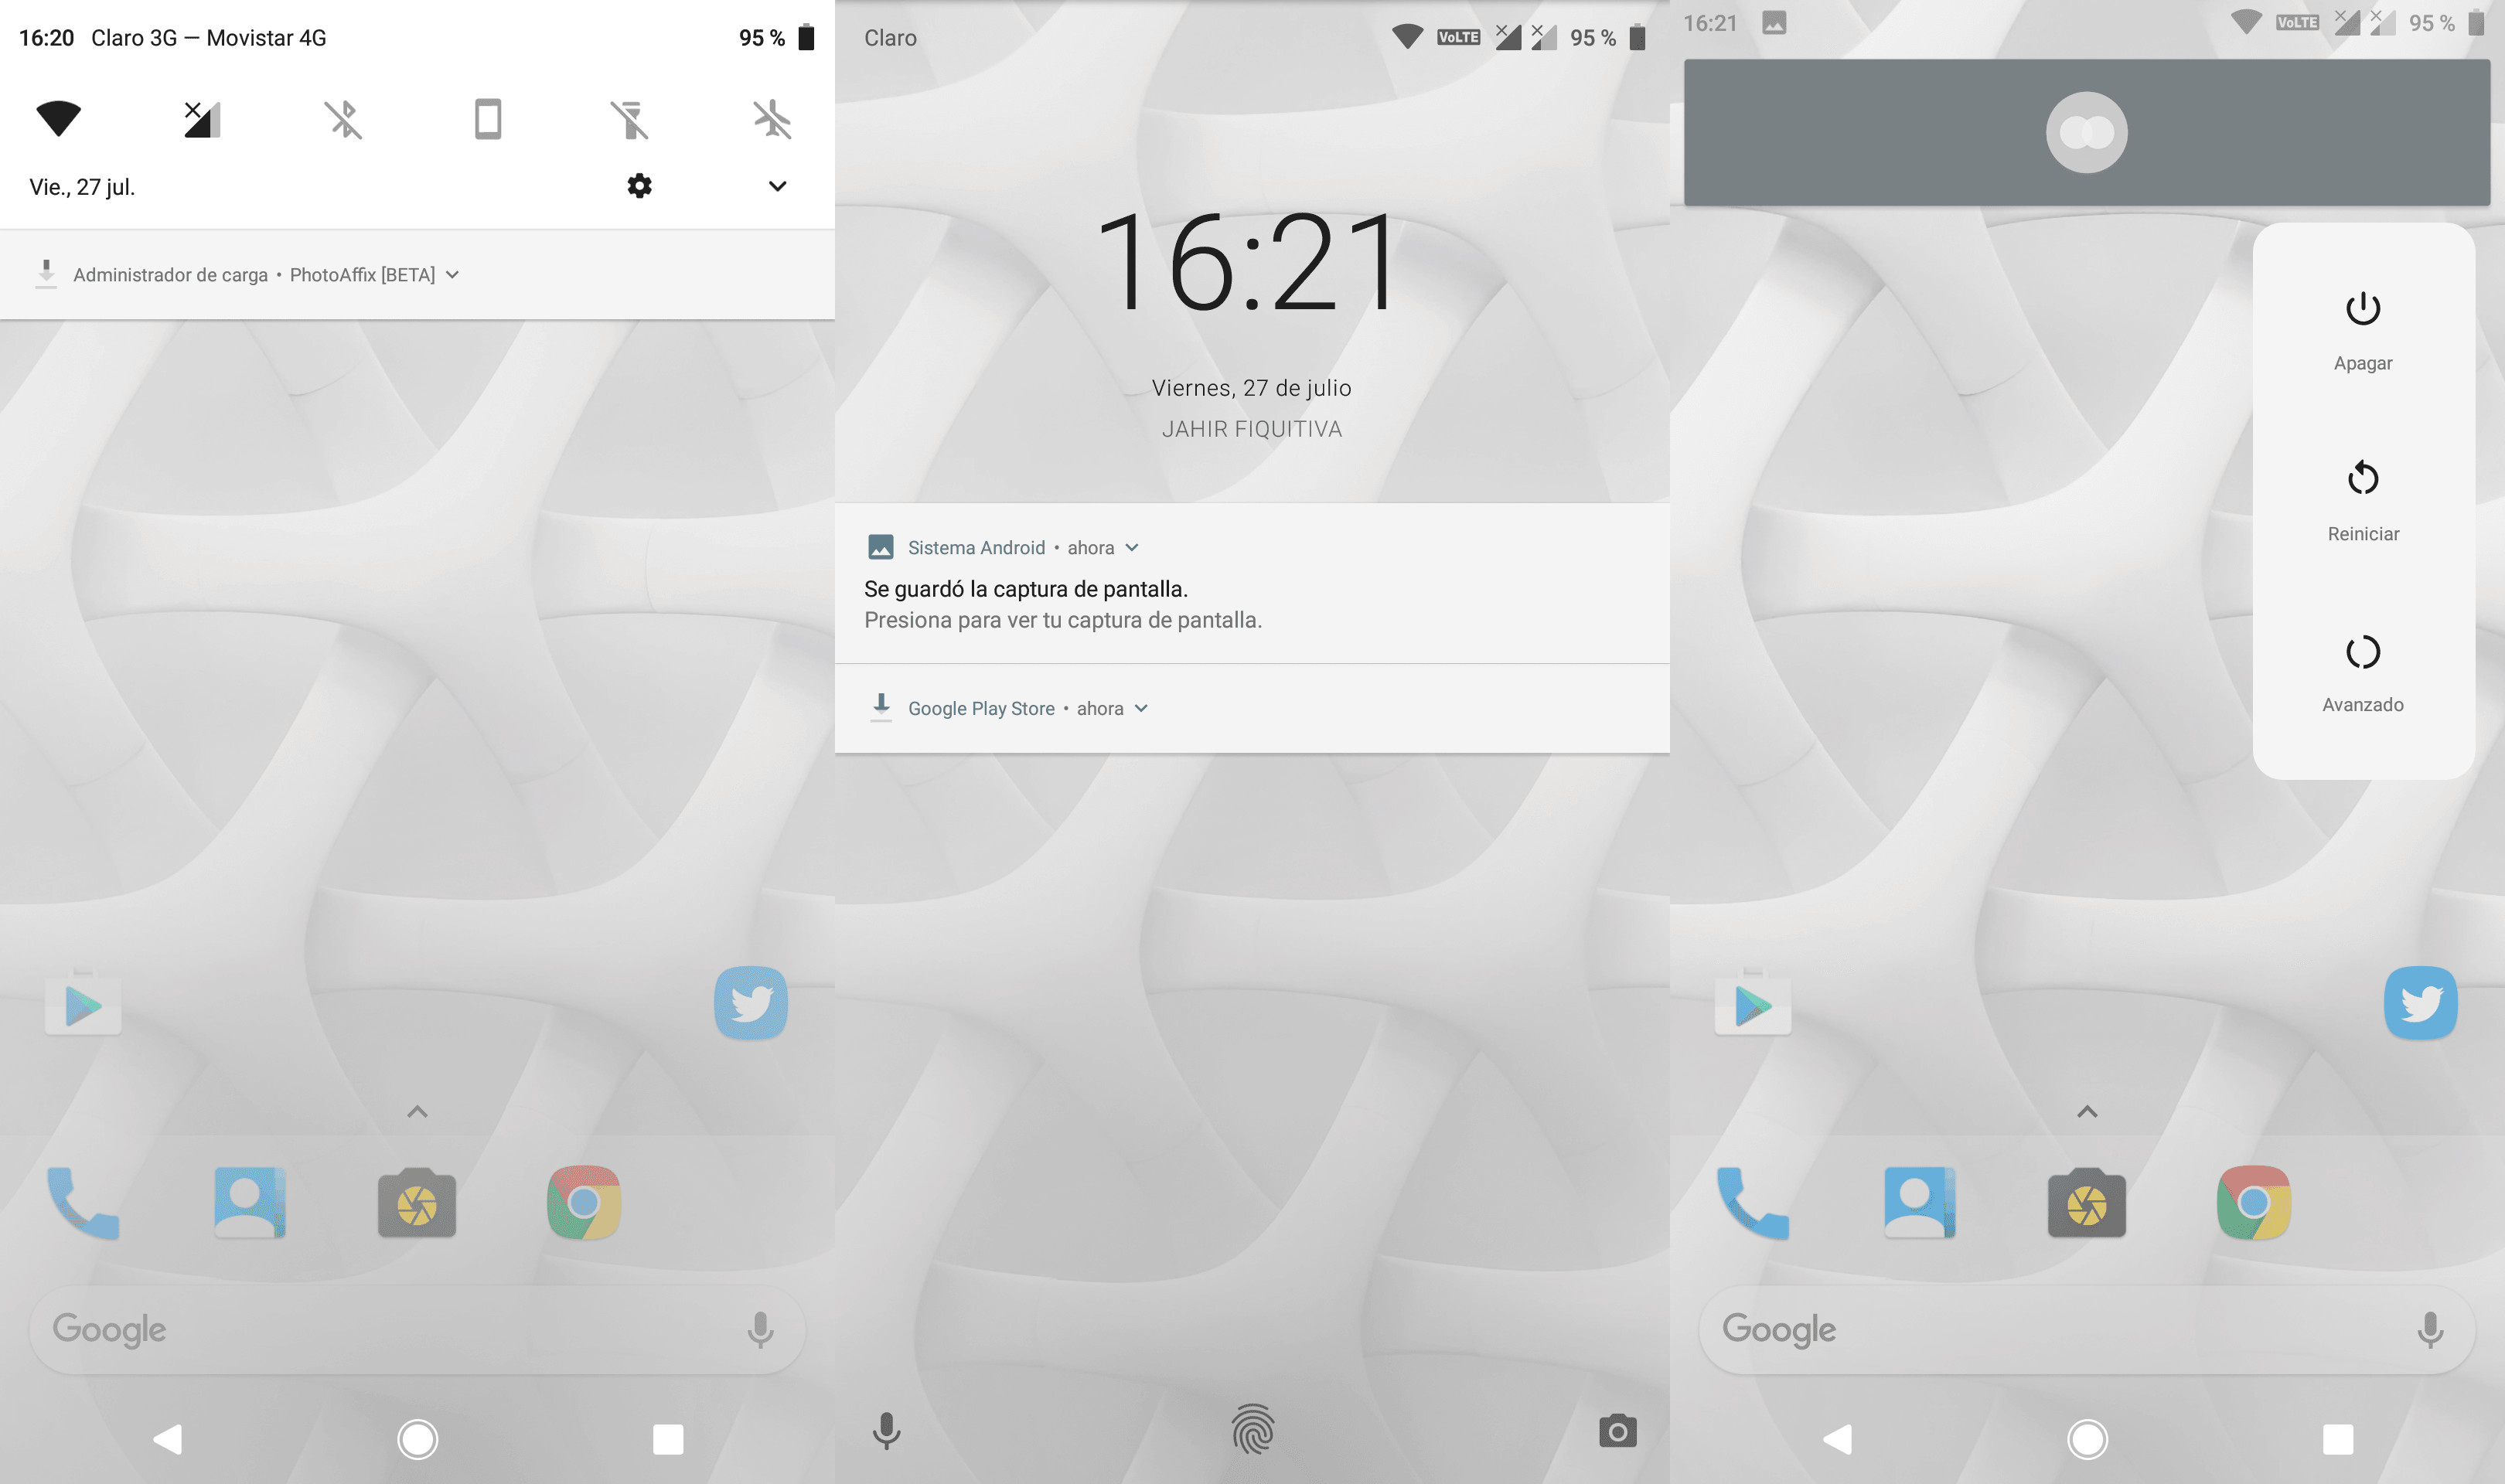 16:20 Claro 3G — Movistar 4G 95 %
Vie., 27 jul.
Administrador de carga • PhotoAffix [BETA]
Google
Claro VoLTE 95 %
16:21
Viernes, 27 de julio
JAHIR FIQUITIVA
Sistema Android • ahora
Se guardó la captura de pantalla.
Presiona para ver tu captura de pantalla.
Google Play Store • ahora
16:21 VoLTE 95 %
Apagar
Reiniciar
Avanzado
Google